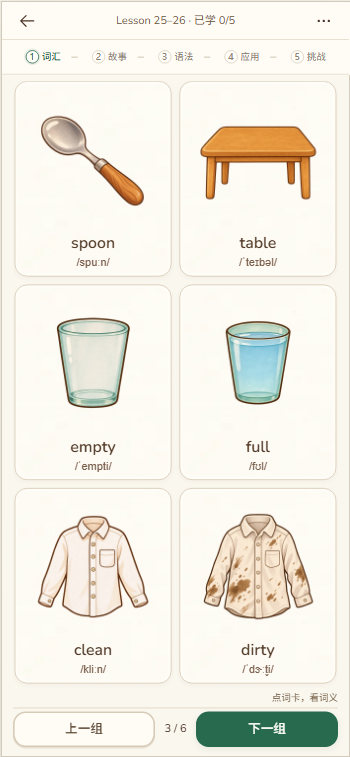 Lesson 25–26 · 已学 0/5
1 词汇 – 2 故事 – 3 语法 – 4 应用 – 5 挑战
spoon table
/spuːn/ /ˈteɪbəl/
empty full
/ˈempti/ /fʊl/
clean dirty
/kliːn/ /ˈdɝːt̬i/
点词卡，看词义
上一组 3 / 6 下一组